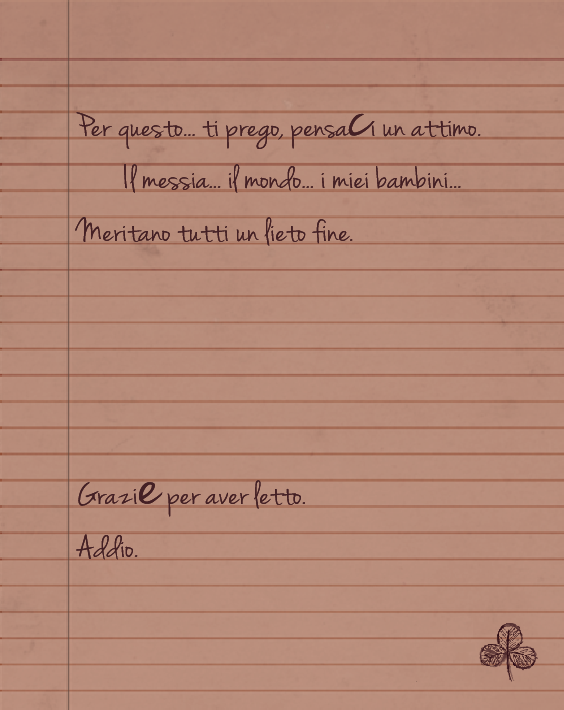 Per questo... ti prego, pensaCi un attimo.
Il messia... il mondo... i miei bambini...
Meritano tutti un lieto fine.
Grazie per aver letto.
Addio.